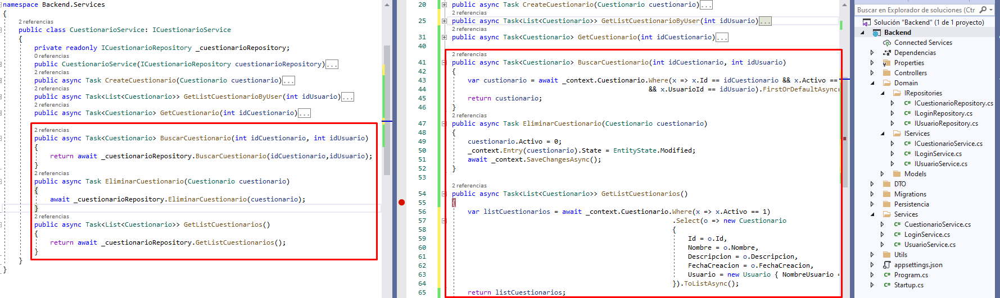 namespace Backend.Services
{
2 referencias
public class CuestionarioService: ICuestionarioService
{
private readonly ICuestionarioRepository _cuestionarioRepository;
0 referencias
public CuestionarioService(ICuestionarioRepository cuestionarioRepository)...
2 referencias
public async Task CreateCuestionario(Cuestionario cuestionario)...
2 referencias
public async Task<List<Cuestionario>> GetListCuestionarioByUser(int idUsuario)...
2 referencias
public async Task<Cuestionario> GetCuestionario(int idCuestionario)...
2 referencias
public async Task<Cuestionario> BuscarCuestionario(int idCuestionario, int idUsuario)
{
return await _cuestionarioRepository.BuscarCuestionario(idCuestionario,idUsuario);
}
2 referencias
public async Task EliminarCuestionario(Cuestionario cuestionario)
{
await _cuestionarioRepository.EliminarCuestionario(cuestionario);
}
2 referencias
public async Task<List<Cuestionario>> GetListCuestionarios()
{
return await _cuestionarioRepository.GetListCuestionarios();
}
}
}
20 public async Task CreateCuestionario(Cuestionario cuestionario)...
2 referencias
25 public async Task<List<Cuestionario>> GetListCuestionarioByUser(int idUsuario)...
2 referencias
31 public async Task<Cuestionario> GetCuestionario(int idCuestionario)...
40
2 referencias
41 public async Task<Cuestionario> BuscarCuestionario(int idCuestionario, int idUsuario)
42 {
43 var custionario = await _context.Cuestionario.Where(x => x.Id == idCuestionario && x.Activo ==
44 && x.UsuarioId == idUsuario).FirstOrDefaultAsync(
45 return custionario;
46 }
2 referencias
47 public async Task EliminarCuestionario(Cuestionario cuestionario)
48 {
49 cuestionario.Activo = 0;
50 _context.Entry(cuestionario).State = EntityState.Modified;
51 await _context.SaveChangesAsync();
52 }
53
2 referencias
54 public async Task<List<Cuestionario>> GetListCuestionarios()
55 {
56 var listCuestionarios = await _context.Cuestionario.Where(x => x.Activo == 1)
57 .Select(o => new Cuestionario
58 {
59 Id = o.Id,
60 Nombre = o.Nombre,
61 Descripcion = o.Descripcion,
62 FechaCreacion = o.FechaCreacion,
63 Usuario = new Usuario { NombreUsuario =
64 }).ToListAsync();
65 return listCuestionarios;
Buscar en Explorador de soluciones (Ctr
Solución "Backend" (1 de 1 proyecto)
Backend
Connected Services
Dependencias
Properties
Controllers
Domain
IRepositories
C# ICuestionarioRepository.cs
C# ILoginRepository.cs
C# IUsuarioRepository.cs
IServices
C# ICuestionarioService.cs
C# ILoginService.cs
C# IUsuarioService.cs
Models
DTO
Migrations
Persistencia
Services
C# CuestionarioService.cs
C# LoginService.cs
C# UsuarioService.cs
Utils
appsettings.json
C# Program.cs
C# Startup.cs